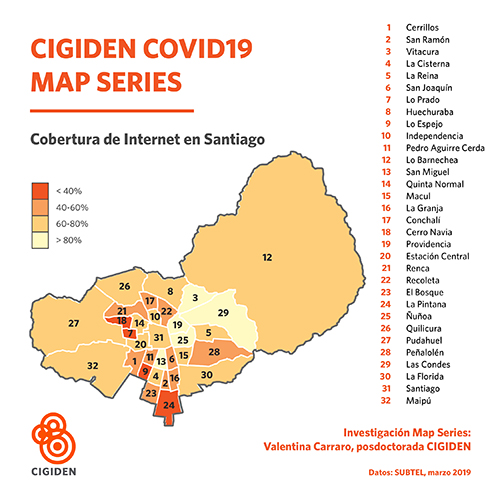 CIGIDEN COVID19
MAP SERIES
Cobertura de Internet en Santiago
< 40%
40-60%
60-80%
> 80%
1 Cerrillos
2 San Ramón
3 Vitacura
4 La Cisterna
5 La Reina
6 San Joaquín
7 Lo Prado
8 Huechuraba
9 Lo Espejo
10 Independencia
11 Pedro Aguirre Cerda
12 Lo Barnechea
13 San Miguel
14 Quinta Normal
15 Macul
16 La Granja
17 Conchalí
18 Cerro Navia
19 Providencia
20 Estación Central
21 Renca
22 Recoleta
23 El Bosque
24 La Pintana
25 Ñuñoa
26 Quilicura
27 Pudahuel
28 Peñalolén
29 Las Condes
30 La Florida
31 Santiago
32 Maipú
12
26
8
3
17
22
29
21
18
10
27
14
7
19
5
31
25
20
28
6
15
11
13
1
32
9
4
16
30
2
23
24
CIGIDEN
Investigación Map Series:
Valentina Carraro, posdoctorada CIGIDEN
Datos: SUBTEL, marzo 2019